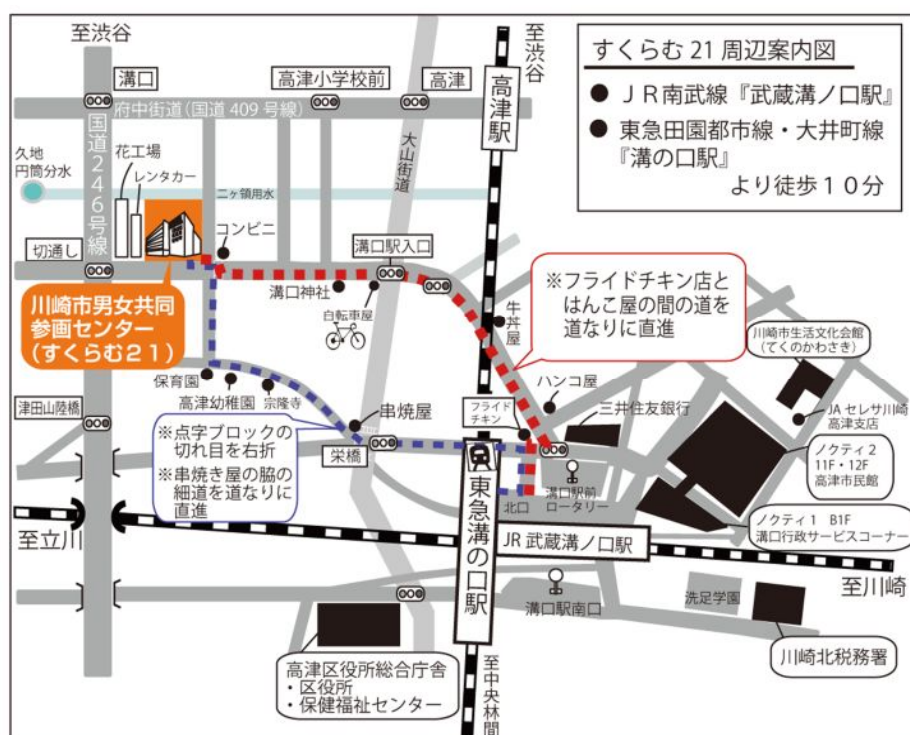 至渋谷
溝口
高津小学校前
高津
至渋谷
高津駅
すくらむ21周辺案内図
● JR南武線『武蔵溝ノ口駅』
● 東急田園都市線・大井町線
『溝の口駅』
より徒歩10分
府中街道(国道409号線)
国道246号線
大山街道
久地
円筒分水
花工場
レンタカー
二ヶ領用水
コンビニ
切通し
溝口駅入口
溝口神社
自転車屋
川崎市男女共同
参画センター
(すくらむ21)
※フライドチキン店と
はんこ屋の間の道を
道なりに直進
牛丼屋
川崎市生活文化会館
(てくのかわさき)
保育園
高津幼稚園
宗隆寺
串焼屋
フライド
チキン
ハンコ屋
三井住友銀行
JAセレサ川崎
高津支店
津田山陸橋
※点字ブロックの
切れ目を右折
※串焼き屋の脇の
細道を道なりに
直進
栄橋
東急溝の口駅
北口
溝口駅前
ロータリー
ノクティ2
11F・12F
高津市民館
ノクティ1 B1F
溝口行政サービスコーナー
至立川
JR武蔵溝ノ口駅
至川崎
溝口駅南口
洗足学園
川崎北税務署
高津区役所総合庁舎
・区役所
・保健福祉センター
至中央林間